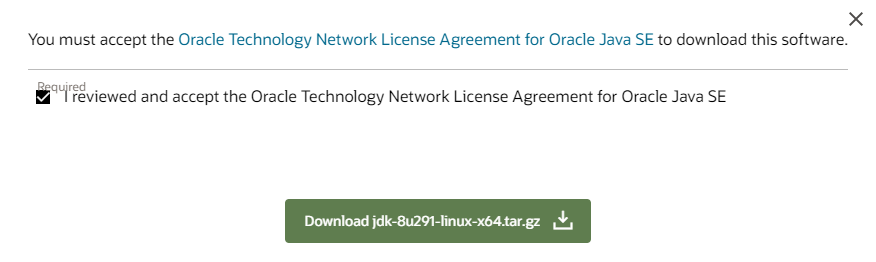 You must accept the Oracle Technology Network License Agreement for Oracle Java SE to download this software.
Required
I reviewed and accept the Oracle Technology Network License Agreement for Oracle Java SE
Download jdk-8u291-linux-x64.tar.gz